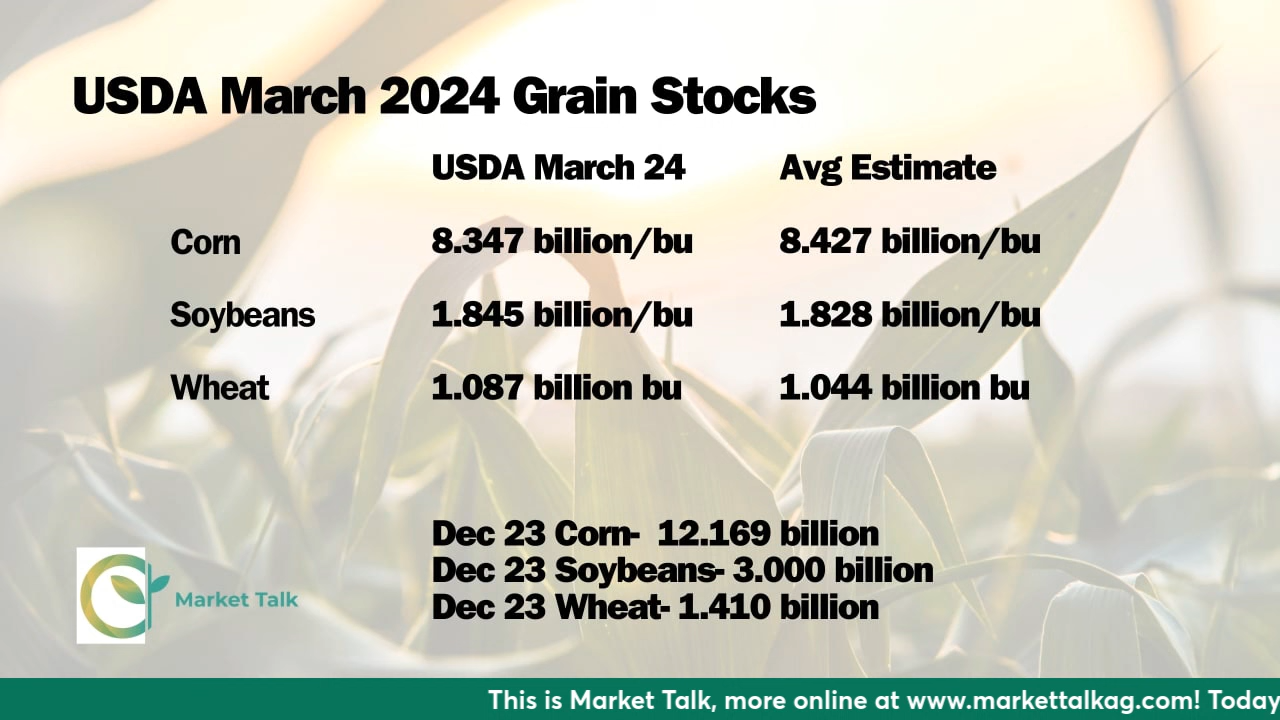 USDA March 2024 Grain Stocks
USDA March 24 Avg Estimate
Corn 8.347 billion/bu 8.427 billion/bu
Soybeans 1.845 billion/bu 1.828 billion/bu
Wheat 1.087 billion bu 1.044 billion bu
Dec 23 Corn- 12.169 billion
Dec 23 Soybeans- 3.000 billion
Dec 23 Wheat- 1.410 billion
Market Talk
This is Market Talk, more online at www.markettalkag.com! Today